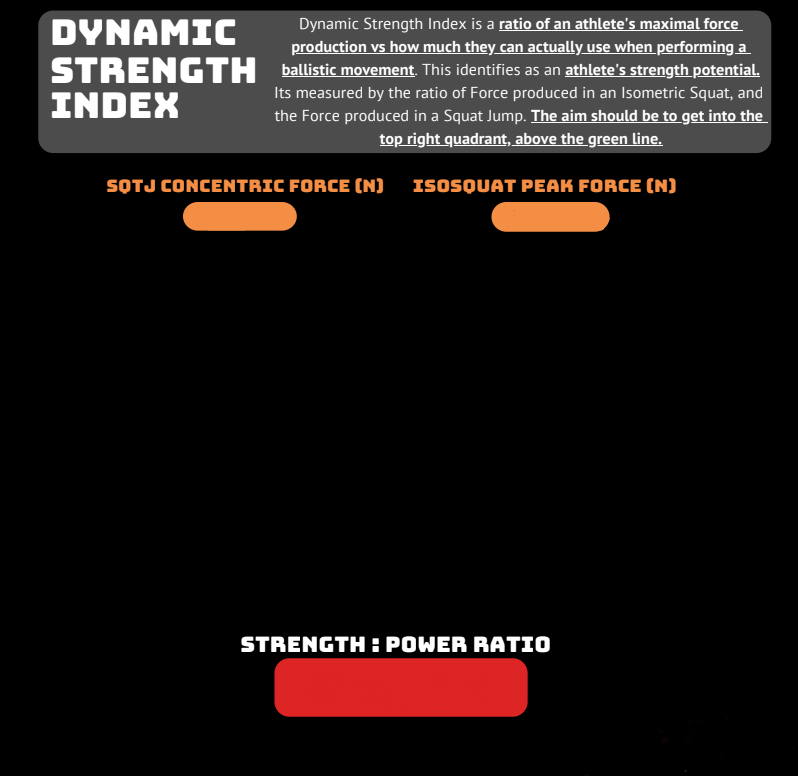 DYNAMIC
STRENGTH
INDEX
Dynamic Strength Index is a ratio of an athlete's maximal force
production vs how much they can actually use when performing a
ballistic movement. This identifies as an athlete's strength potential.
Its measured by the ratio of Force produced in an Isometric Squat, and
the Force produced in a Squat Jump. The aim should be to get into the
top right quadrant, above the green line.
SQTJ CONCENTRIC FORCE (N)
ISOSQUAT PEAK FORCE (N)
STRENGTH : POWER RATIO